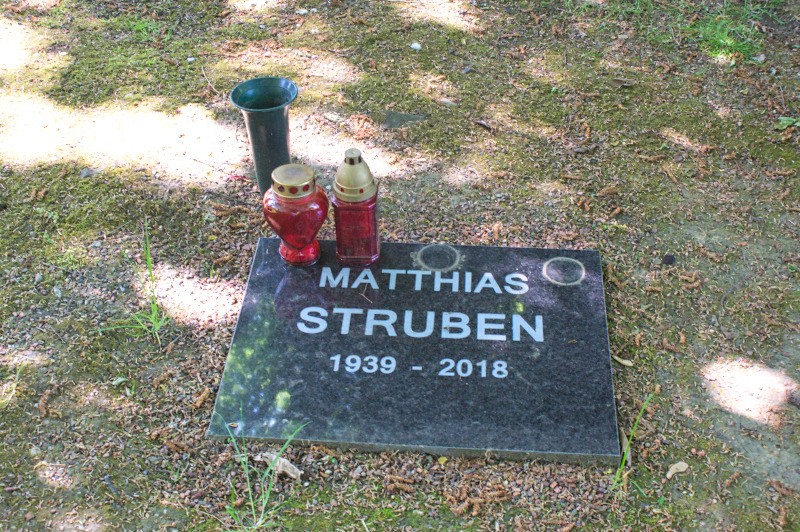 MATTHIAS
STRUBEN
1939 - 2018